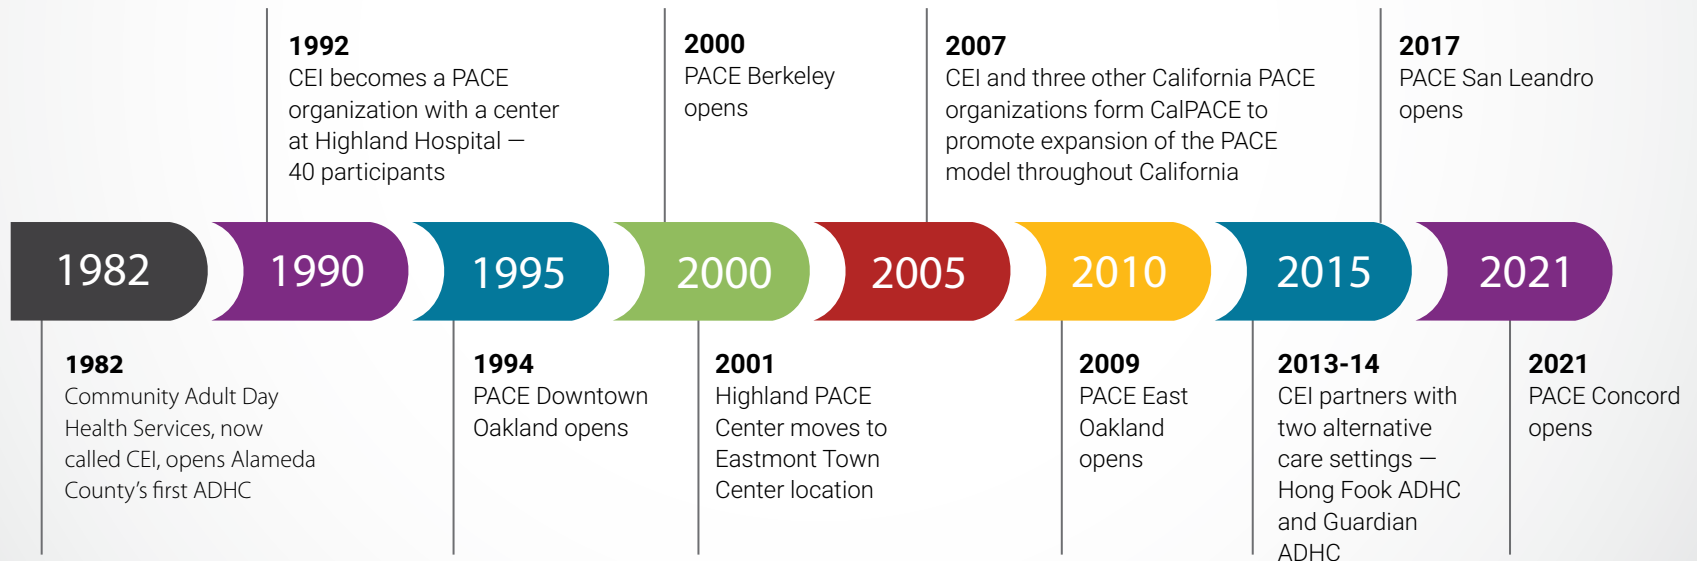 1992
CEI becomes a PACE
organization with a center
at Highland Hospital —
40 participants
2000
PACE Berkeley
opens
2007
CEI and three other California PACE
organizations form CalPACE to
promote expansion of the PACE
model throughout California
2017
PACE San Leandro
opens
1982
1990
1995
2000
2005
2010
2015
2021
1982
Community Adult Day
Health Services, now
called CEI, opens Alameda
County's first ADHC
1994
PACE Downtown
Oakland opens
2001
Highland PACE
Center moves to
Eastmont Town
Center location
2009
PACE East
Oakland
opens
2013-14
CEI partners with
two alternative
care settings —
Hong Fook ADHC
and Guardian
ADHC
2021
PACE Concord
opens